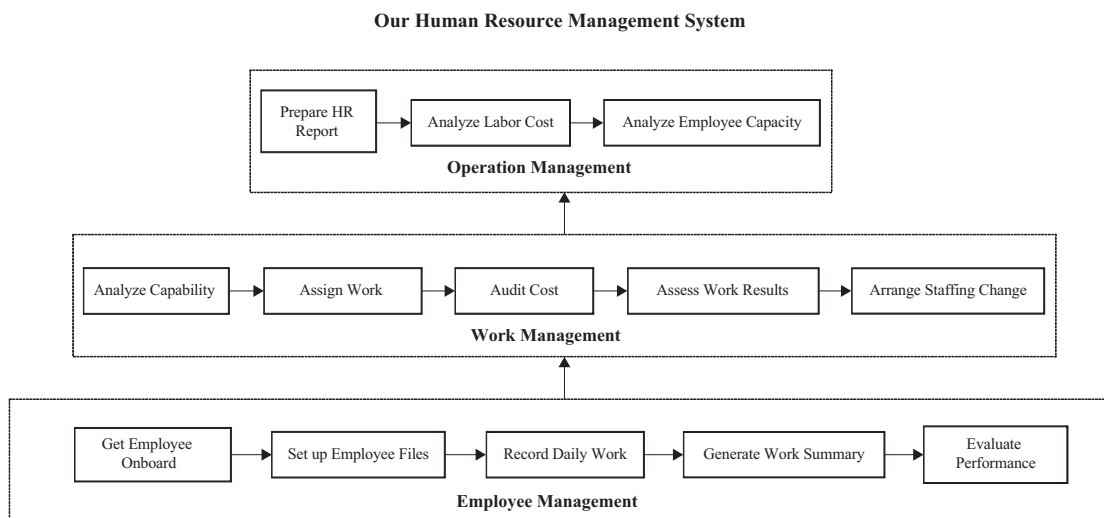 Our Human Resource Management System
Prepare HR
Report
Analyze Labor Cost
Analyze Employee Capacity
Operation Management
Analyze Capability
Assign Work
Audit Cost
Assess Work Results
Arrange Staffing Change
Work Management
Get Employee
Onboard
Set up Employee Files
Record Daily Work
Generate Work Summary
Evaluate
Performance
Employee Management